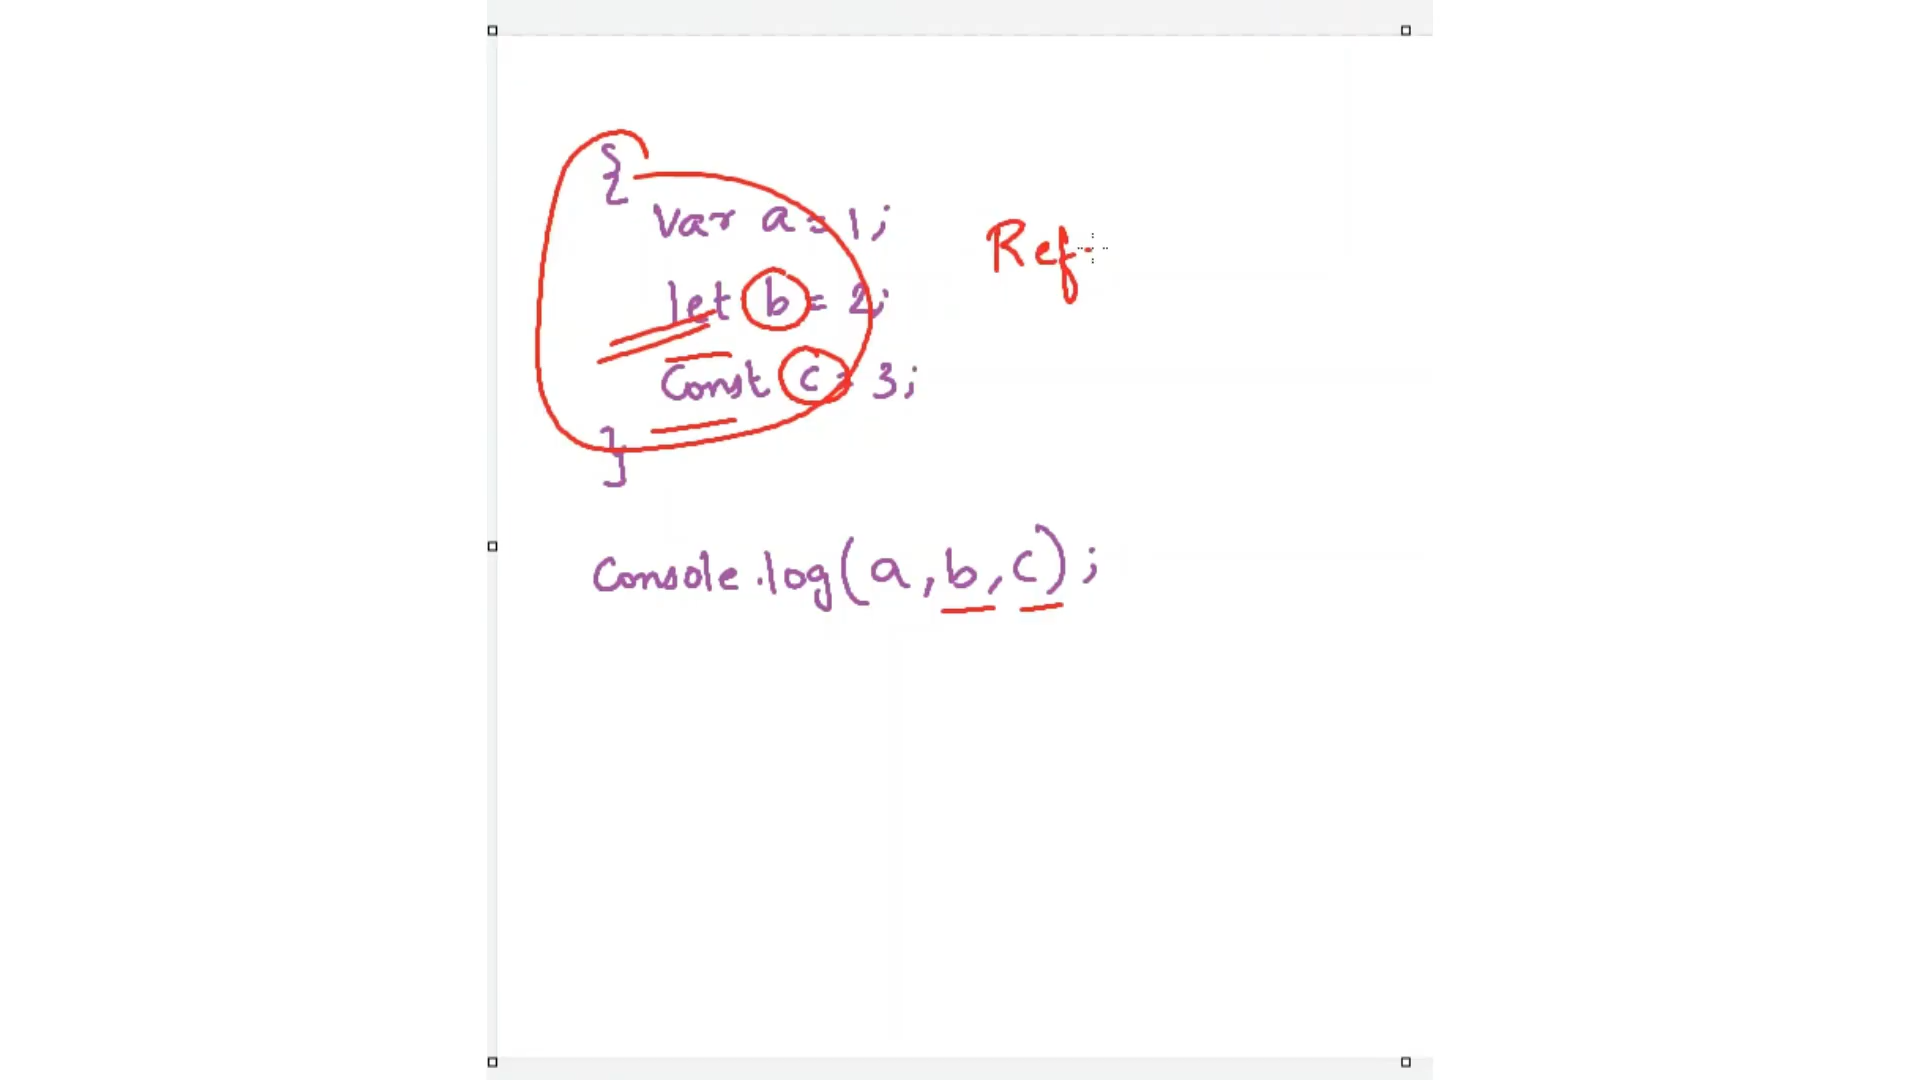 {
Var a = 1;
let b = 2;
Const c = 3;
}
Ref-
Console.log(a, b, c);